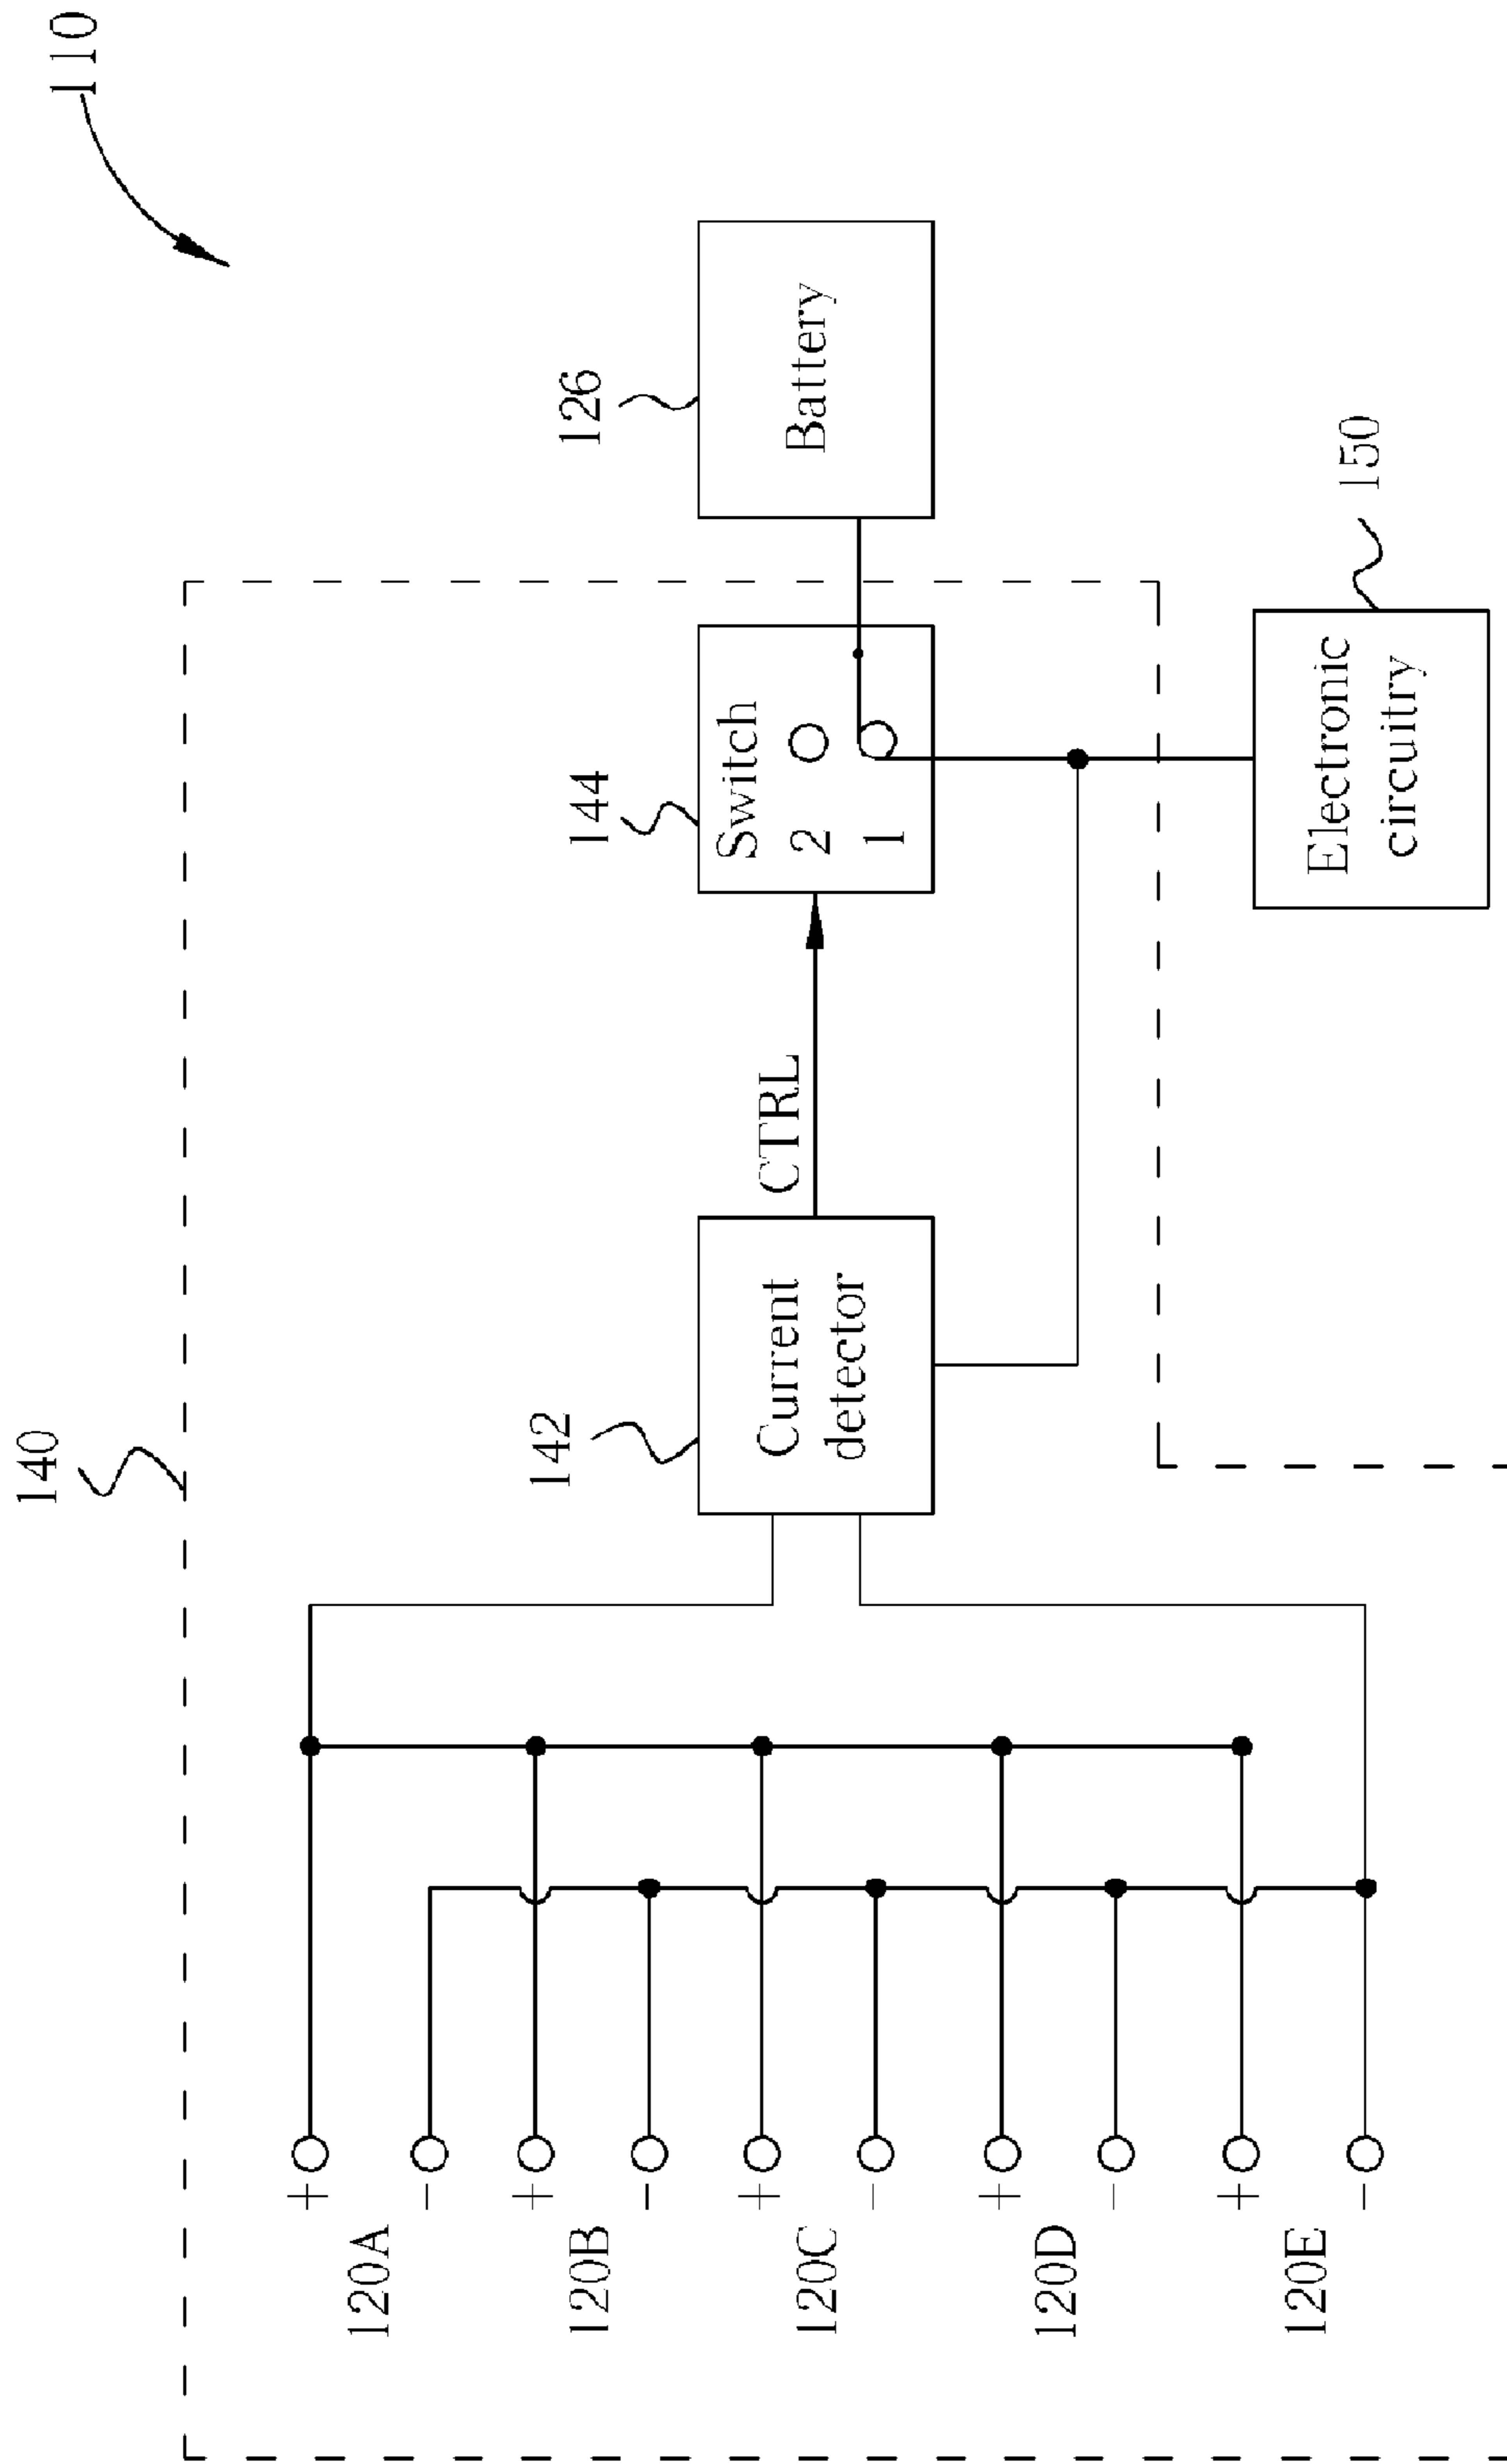 110
140
120A
+
-
120B
+
-
120C
+
-
120D
+
-
120E
+
-
142
Current
detector
CTRL
144
Switch
2
1
126
Battery
Electronic
circuitry
150